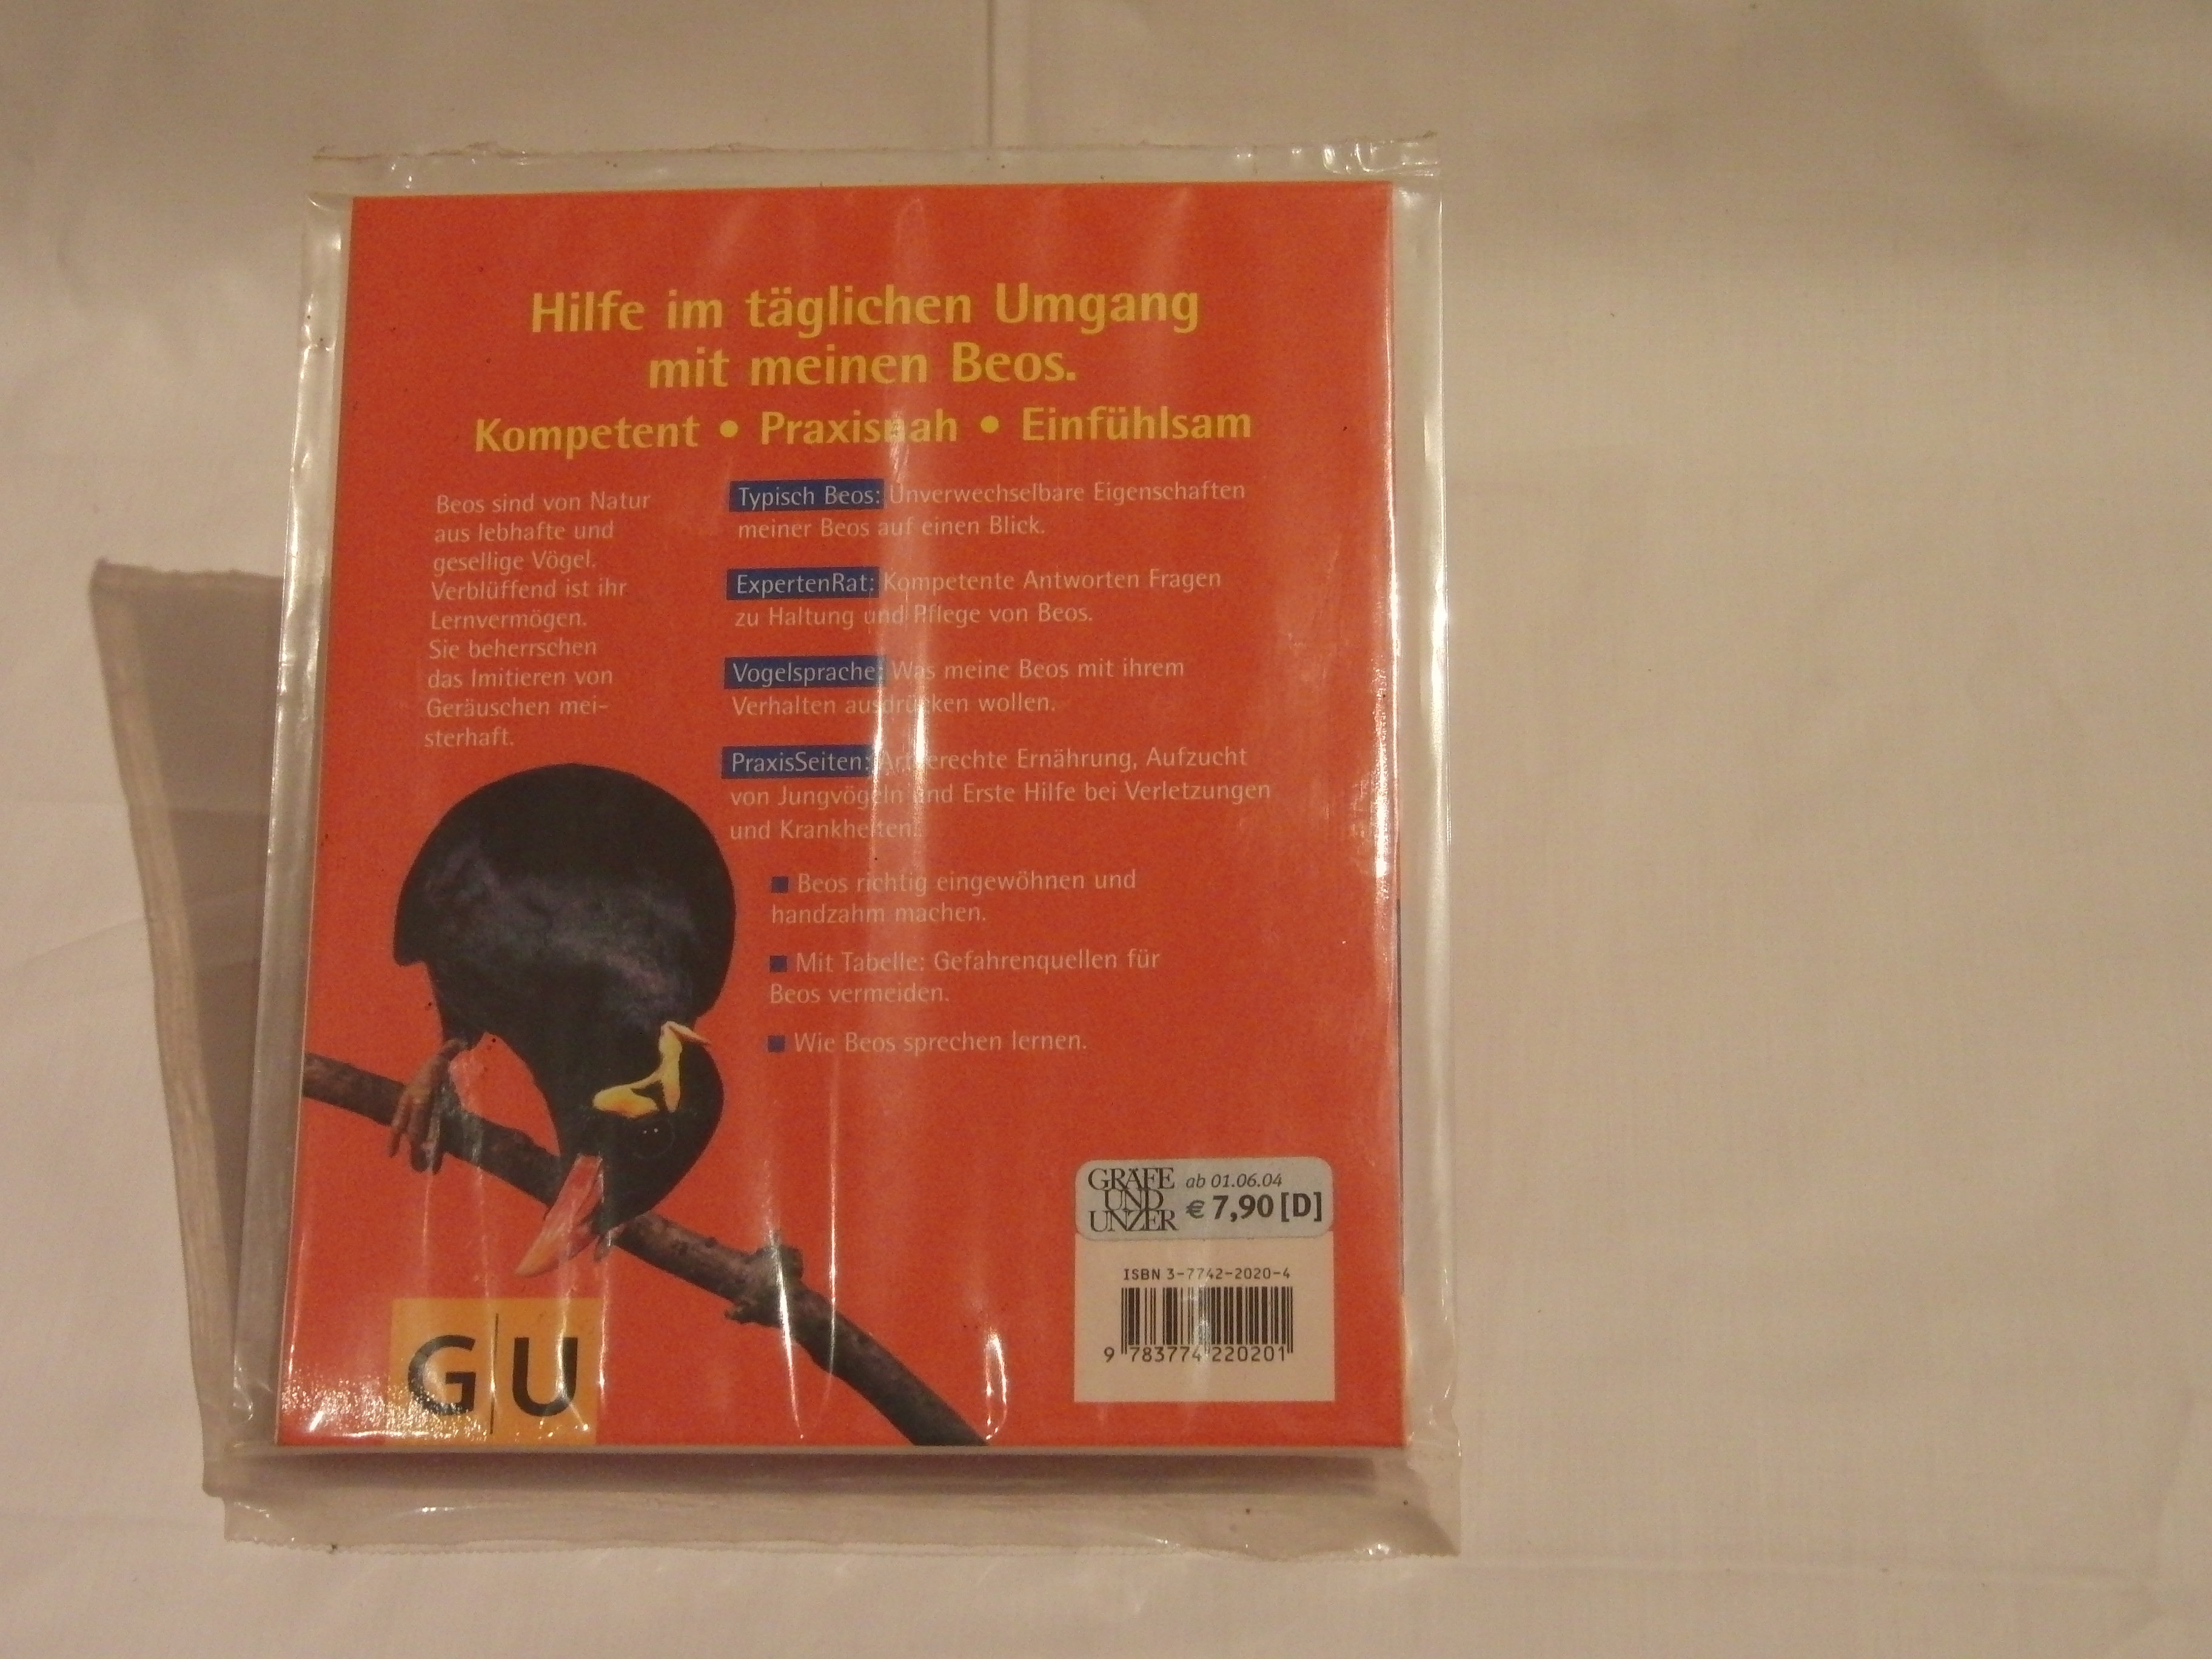 Hilfe im täglichen Umgang
mit meinen Beos.
Kompetent • Praxisnah • Einfühlsam
Beos sind von Natur
aus lebhafte und
gesellige Vögel.
Verblüffend ist ihr
Lernvermögen.
Sie beherrschen
das Imitieren von
Geräuschen mei-
sterhaft.
Typisch Beos: Unverwechselbare Eigenschaften
meiner Beos auf einen Blick.
ExpertenRat: Kompetente Antworten Fragen
zu Haltung und Pflege von Beos.
Vogelsprache: Was meine Beos mit ihrem
Verhalten ausdrücken wollen.
PraxisSeiten: Artgerechte Ernährung, Aufzucht
von Jungvögeln und Erste Hilfe bei Verletzungen
und Krankheiten.
■ Beos richtig eingewöhnen und
handzahm machen.
■ Mit Tabelle: Gefahrenquellen für
Beos vermeiden.
■ Wie Beos sprechen lernen.
GRÄFE
UND
UNZER
ab 01.06.04
€ 7,90 [D]
ISBN 3-7742-2020-4
9 783774 220201
G|U